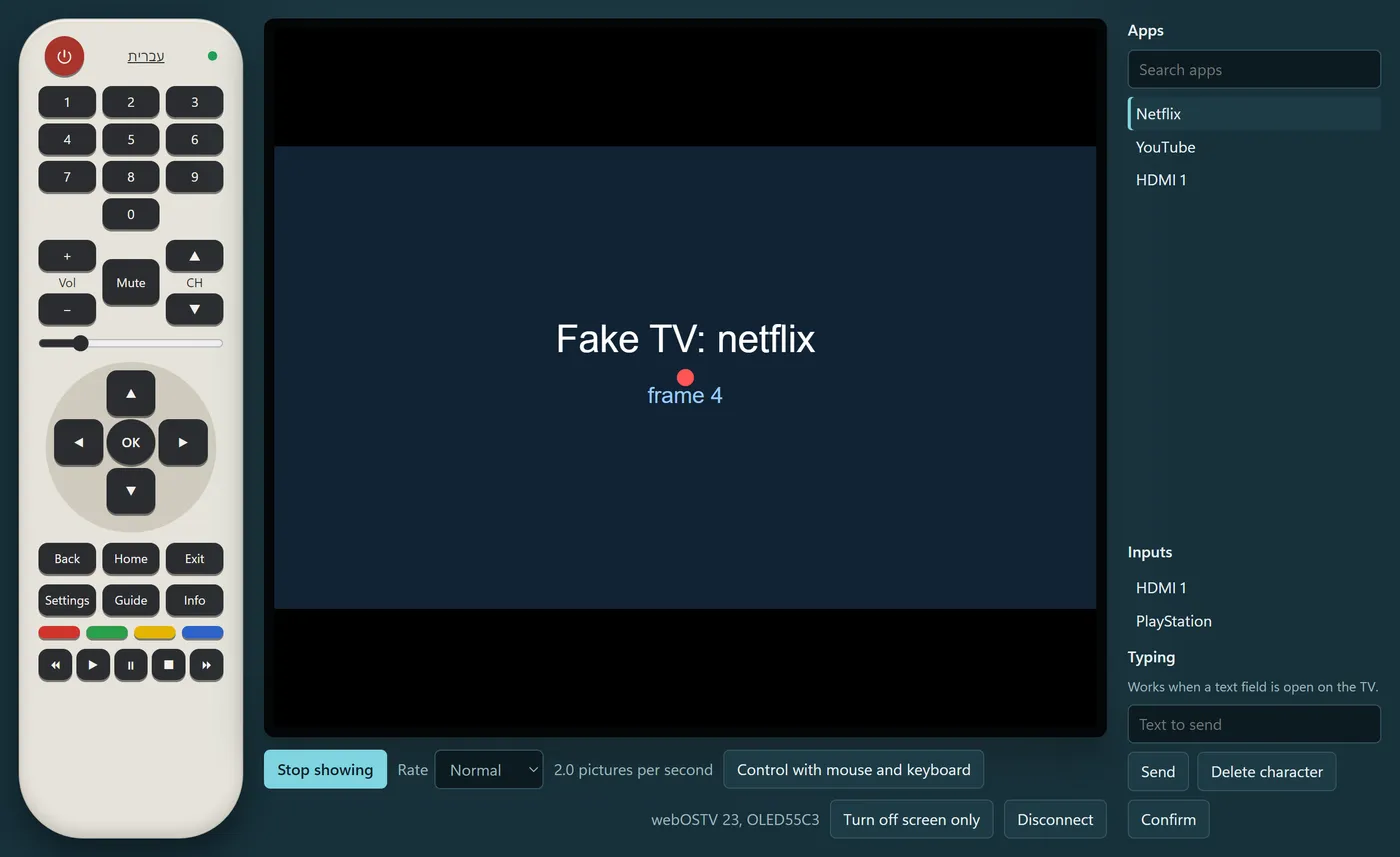 עברית
1 2 3
4 5 6
7 8 9
0
+
Vol Mute CH
–
OK
Back Home Exit
Settings Guide Info
Fake TV: netflix
frame 4
Stop showing Rate Normal 2.0 pictures per second Control with mouse and keyboard
webOSTV 23, OLED55C3 Turn off screen only Disconnect
Apps
Search apps
Netflix
YouTube
HDMI 1
Inputs
HDMI 1
PlayStation
Typing
Works when a text field is open on the TV.
Text to send
Send Delete character
Confirm